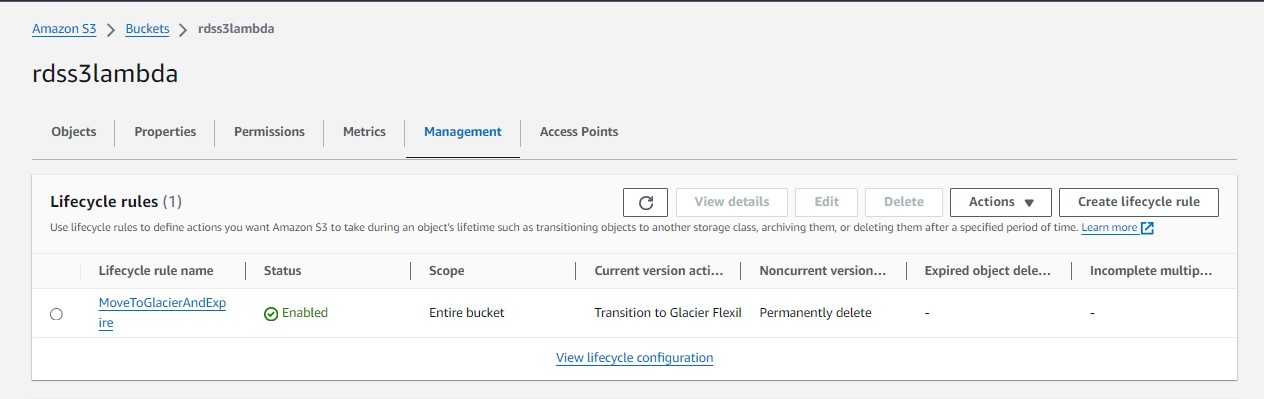 Amazon S3 > Buckets > rdss3lambda
rdss3lambda
Objects Properties Permissions Metrics Management Access Points
Lifecycle rules (1) View details Edit Delete Actions Create lifecycle rule
Use lifecycle rules to define actions you want Amazon S3 to take during an object's lifetime such as transitioning objects to another storage class, archiving them, or deleting them after a specified period of time. Learn more
Lifecycle rule name Status Scope Current version acti... Noncurrent version... Expired object dele... Incomplete multip...
MoveToGlacierAndExp
ire
Enabled Entire bucket Transition to Glacier Flexil Permanently delete - -
View lifecycle configuration